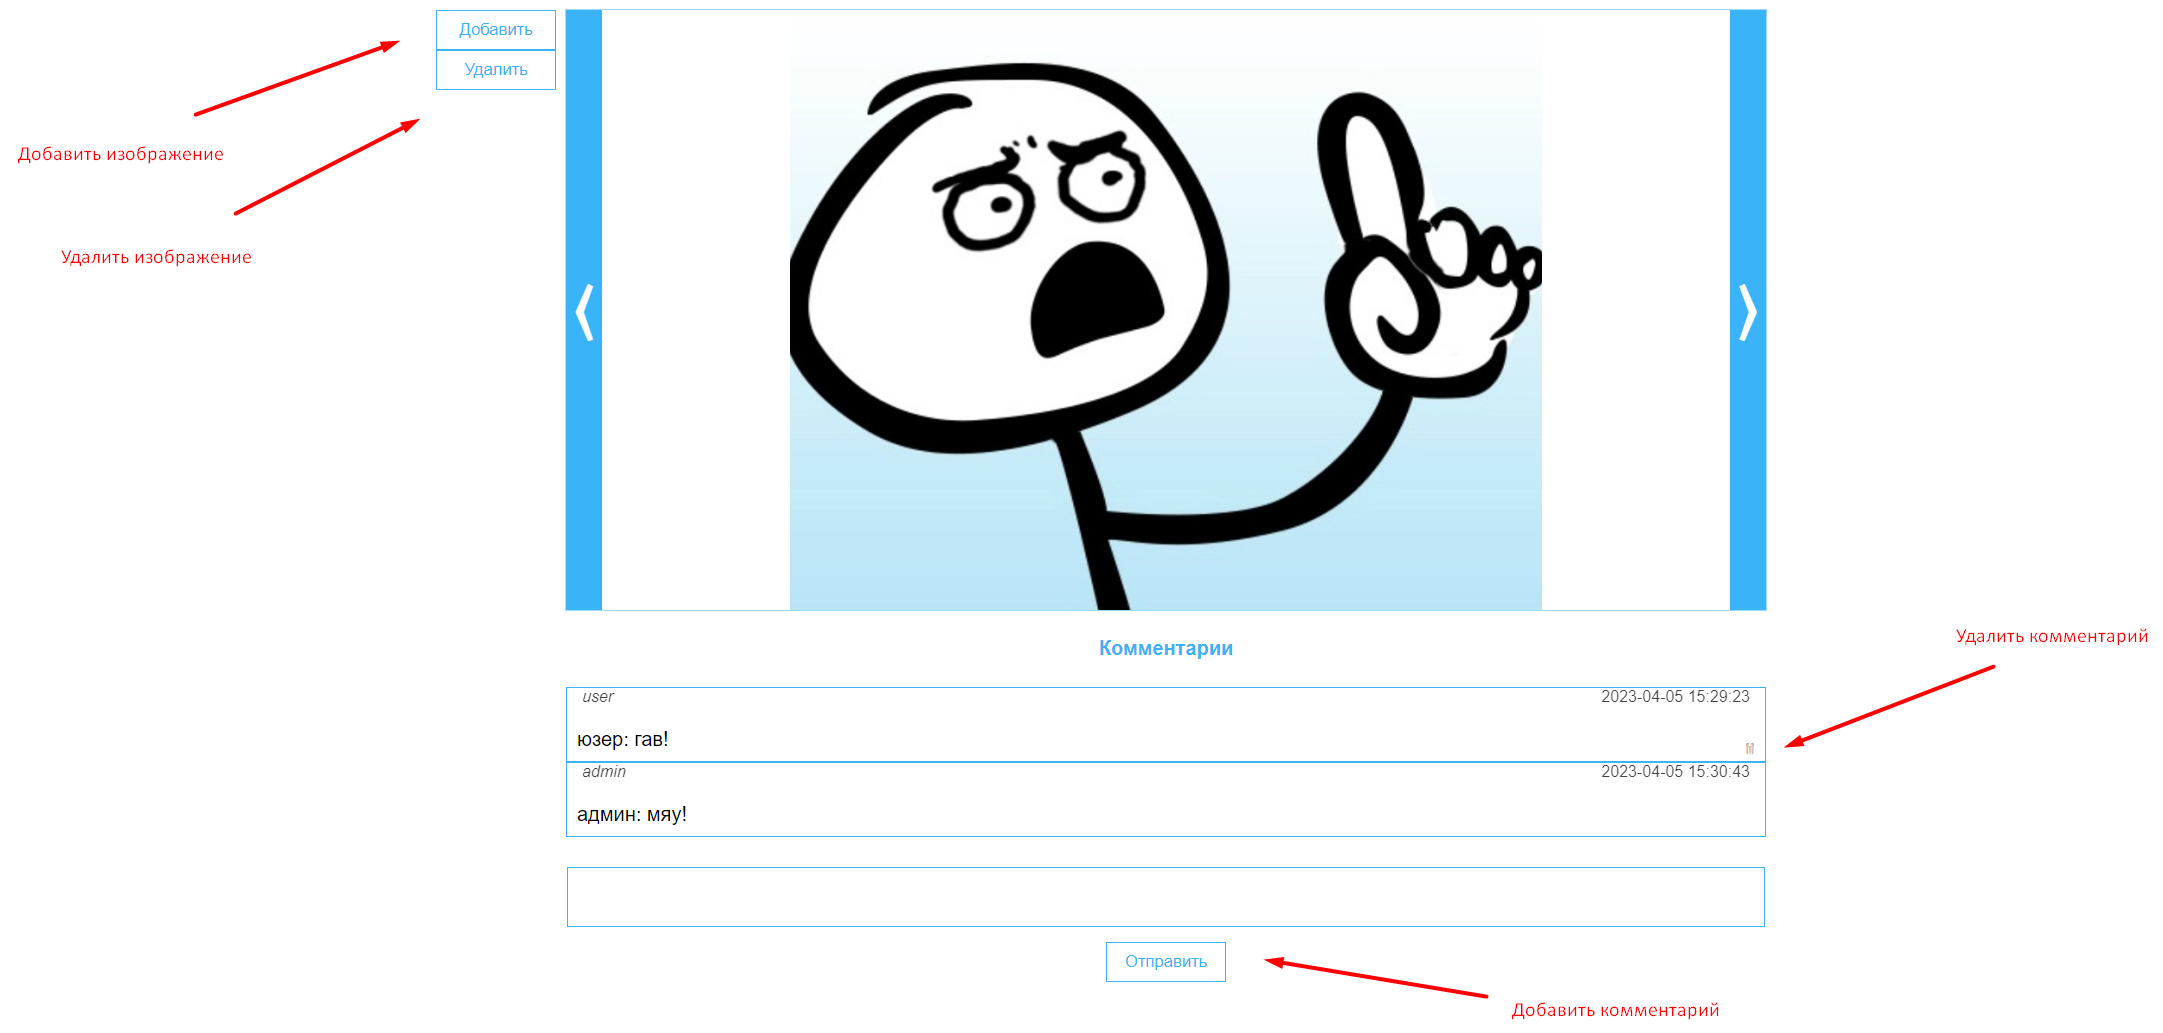 Добавить
Удалить
Добавить изображение
Удалить изображение
Комментарии
Удалить комментарий
user 2023-04-05 15:29:23
юзер: гав!
admin 2023-04-05 15:30:43
админ: мяу!
Отправить
Добавить комментарий